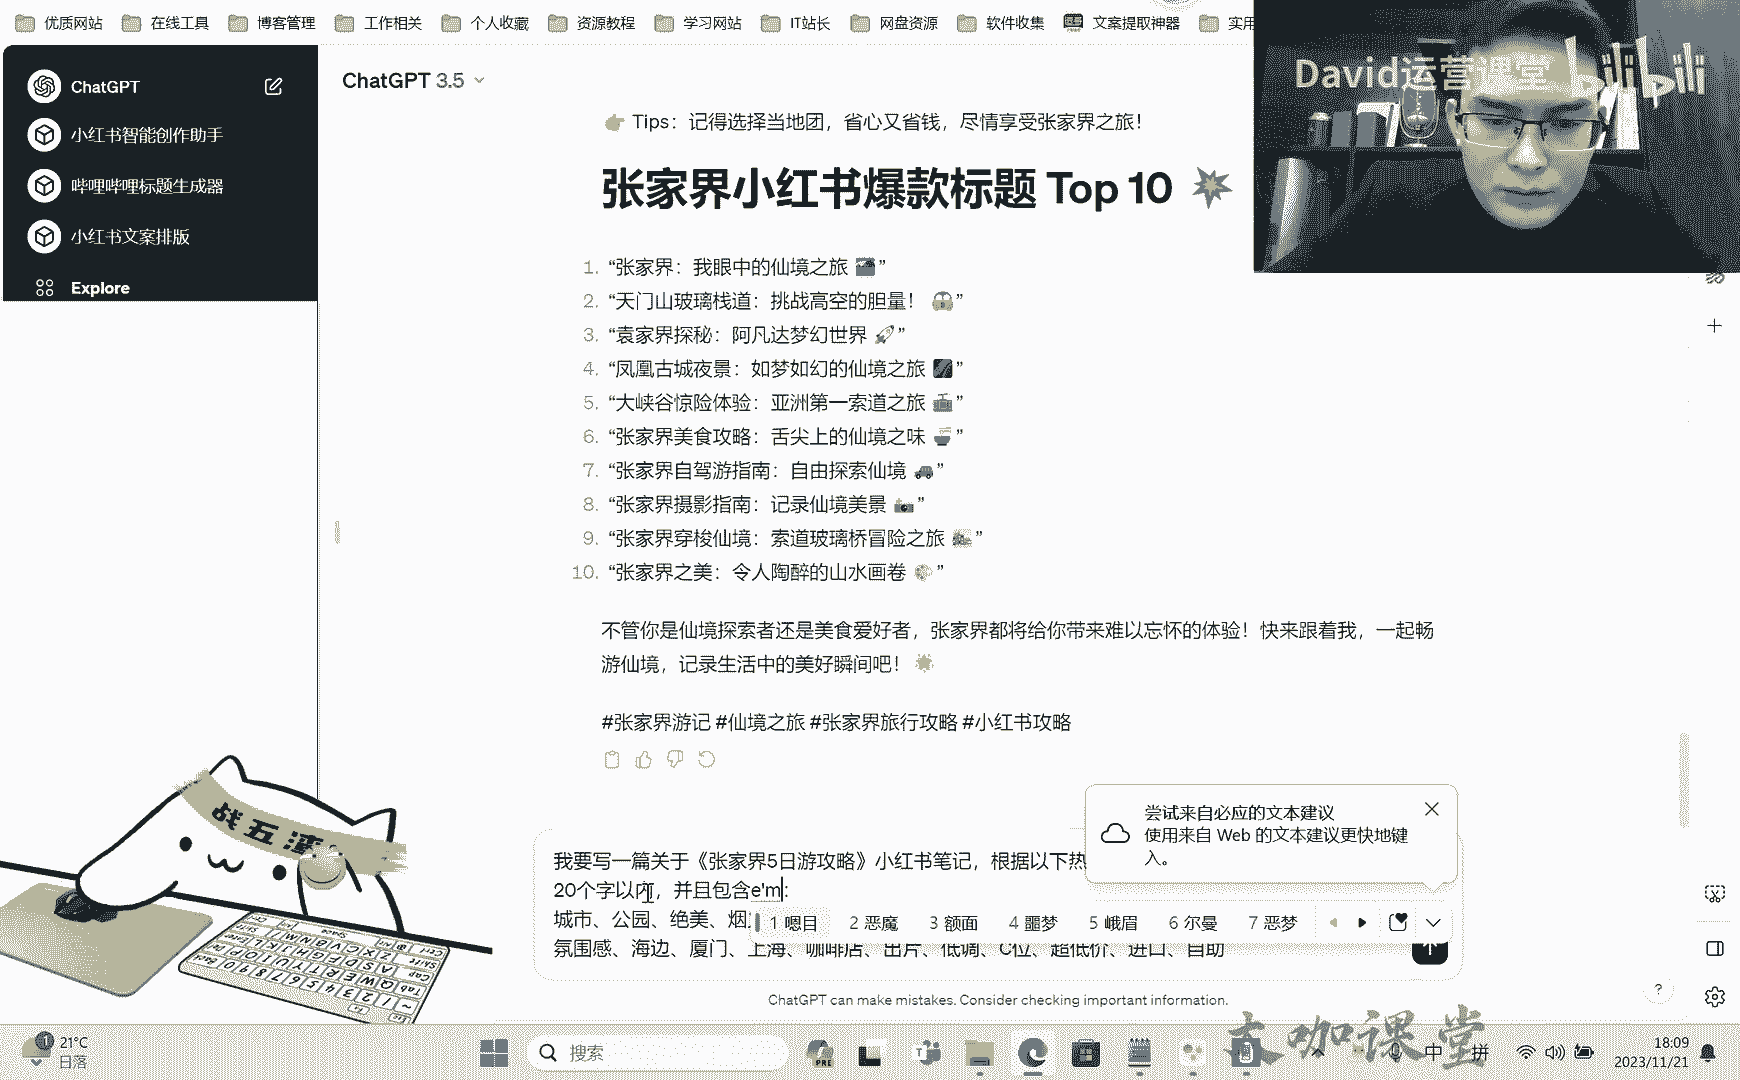 优质网站 在线工具 博客管理 工作相关 个人收藏 资源教程 学习网站 IT站长 网盘资源 软件收集 文案提取神器 实用
David运营课堂 bilibili
ChatGPT
小红书智能创作助手
哔哩哔哩标题生成器
小红书文案排版
Explore
ChatGPT 3.5
Tips：记得选择当地团，省心又省钱，尽情享受张家界之旅！
张家界小红书爆款标题 Top 10
1. “张家界：我眼中的仙境之旅 ”
2. “天门山玻璃栈道：挑战高空的胆量！ ”
3. “袁家界探秘：阿凡达梦幻世界 ”
4. “凤凰古城夜景：如梦如幻的仙境之旅 ”
5. “大峡谷惊险体验：亚洲第一索道之旅 ”
6. “张家界美食攻略：舌尖上的仙境之味 ”
7. “张家界自驾游指南：自由探索仙境 ”
8. “张家界摄影指南：记录仙境美景 ”
9. “张家界穿梭仙境：索道玻璃桥冒险之旅 ”
10. “张家界之美：令人陶醉的山水画卷 ”
不管你是仙境探索者还是美食爱好者，张家界都将给你带来难以忘怀的体验！快来跟着我，一起畅
游仙境，记录生活中的美好瞬间吧！
#张家界游记 #仙境之旅 #张家界旅行攻略 #小红书攻略
尝试来自必应的文本建议
使用来自 Web 的文本建议更快地键
入。
我要写一篇关于《张家界5日游攻略》小红书笔记，根据以下热
20个字以内，并且包含e'm:
城市、公园、绝美、烟
1 嗯目 2 恶魔 3 额面 4 噩梦 5 峨眉 6 尔曼 7 恶梦
氛围感、海边、厦门、上海、咖啡店、出片、低调、C位、超低价、进口、自助
ChatGPT can make mistakes. Consider checking important information.
?
战五渣
21°C
日落
搜索
PRE
中 拼
18:09
2023/11/21
咖课堂